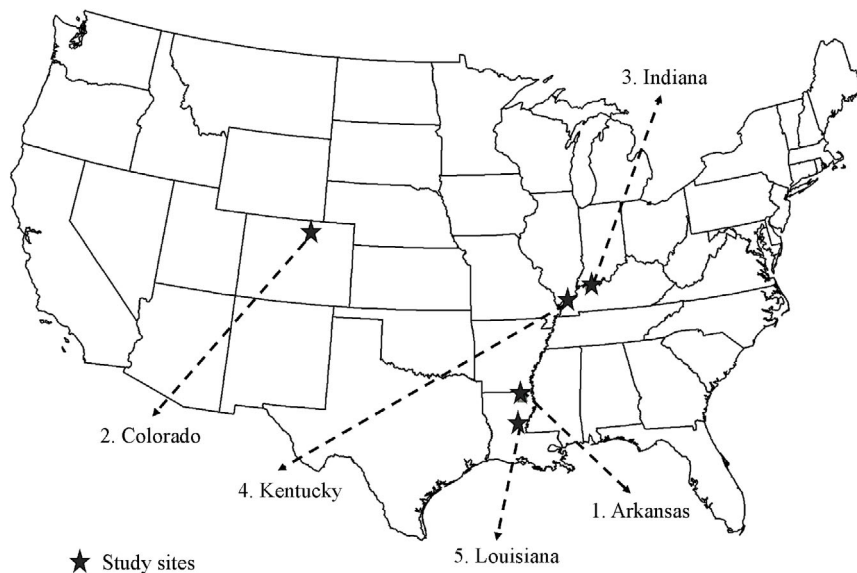 3. Indiana
2. Colorado
4. Kentucky
1. Arkansas
5. Louisiana
Study sites